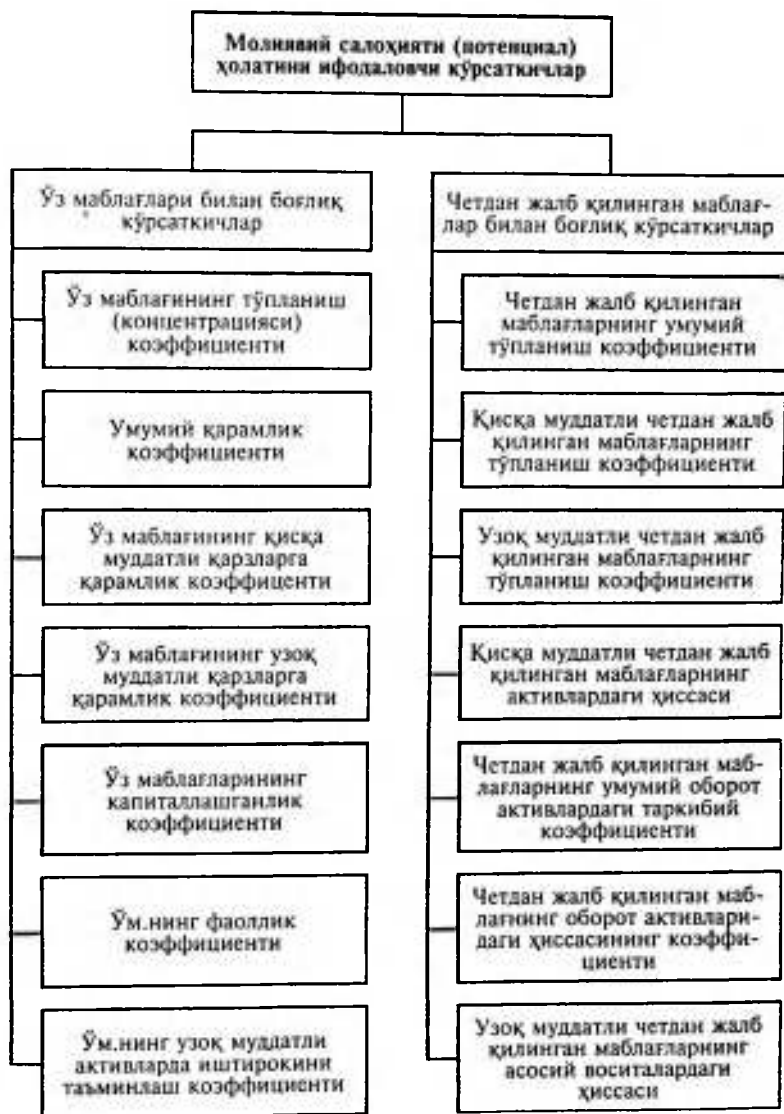 Молиявий салоҳияти (потенциал)
ҳолатини ифодаловчи кўрсаткичлар
Ўз маблағлари билан боғлиқ
кўрсаткичлар
Ўз маблағининг тўпланиш
(концентрацияси)
коэффициенти
Умумий қарамлик
коэффициенти
Ўз маблағининг қисқа
муддатли қарзларга
қарамлик коэффиценти
Ўз маблағининг узоқ
муддатли қарзларга
қарамлик коэффициенти
Ўз маблағларининг
капиталлашганлик
коэффициенти
Ўм.нинг фаоллик
коэффициенти
Ўм.нинг узоқ муддатли
активларда иштирокини
таъминлаш коэффициенти
Четдан жалб қилинган маблағ-
лар билан боғлиқ кўрсаткичлар
Четдан жалб қилинган
маблағларнинг умумий
тўпланиш коэффициенти
Қисқа муддатли четдан жалб
қилинган маблағларнинг
тўпланиш коэффициенти
Узоқ муддатли четдан жалб
қилинган маблағларнинг
тўпланиш коэффициенти
Қисқа муддатли четдан жалб
қилинган маблағларнинг
активлардаги ҳиссаси
Четдан жалб қилинган маб-
лағларнинг умумий оборот
активлардаги таркибий
коэффициенти
Четдан жалб қилинган маб-
лағнинг оборот активлари-
даги ҳиссасининг коэффи-
циенти
Узоқ муддатли четдан жалб
қилинган маблағларнинг
асосий воситалардаги
ҳиссаси